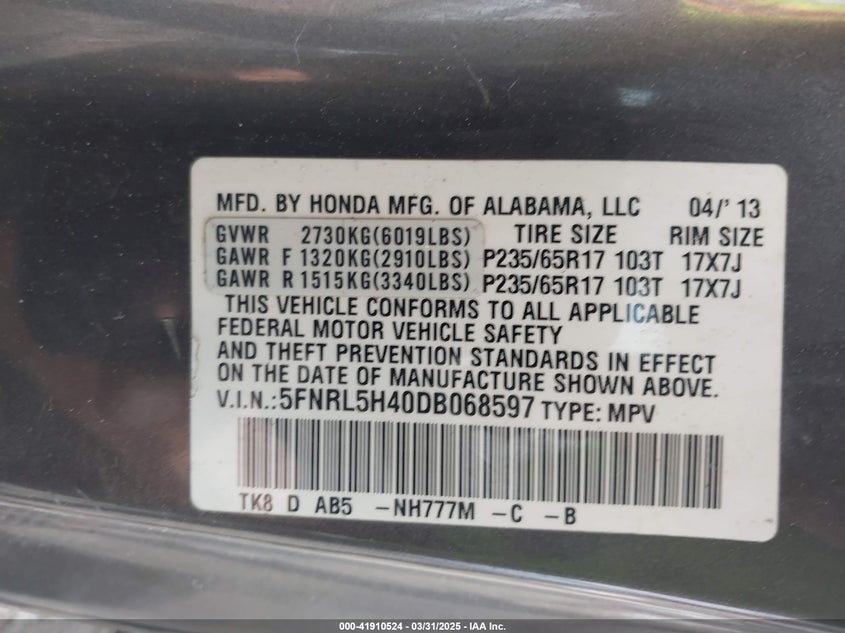 MFD. BY HONDA MFG. OF ALABAMA, LLC 04/' 13
GVWR 2730KG(6019LBS) TIRE SIZE RIM SIZE
GAWR F 1320KG(2910LBS) P235/65R17 103T 17X7J
GAWR R 1515KG(3340LBS) P235/65R17 103T 17X7J
THIS VEHICLE CONFORMS TO ALL APPLICABLE
FEDERAL MOTOR VEHICLE SAFETY
AND THEFT PREVENTION STANDARDS IN EFFECT
ON THE DATE OF MANUFACTURE SHOWN ABOVE.
V.I.N.:5FNRL5H40DB068597 TYPE: MPV
TK8 D AB5 -NH777M -C -B
000-41910524 - 03/31/2025 - IAA Inc.